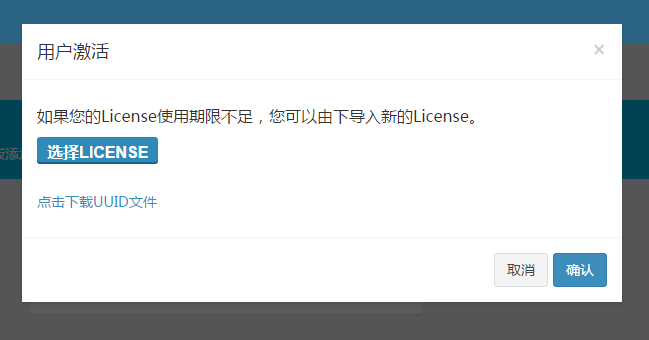 用户激活
×
如果您的License使用期限不足，您可以由下导入新的License。
选择LICENSE
点击下载UUID文件
取消
确认